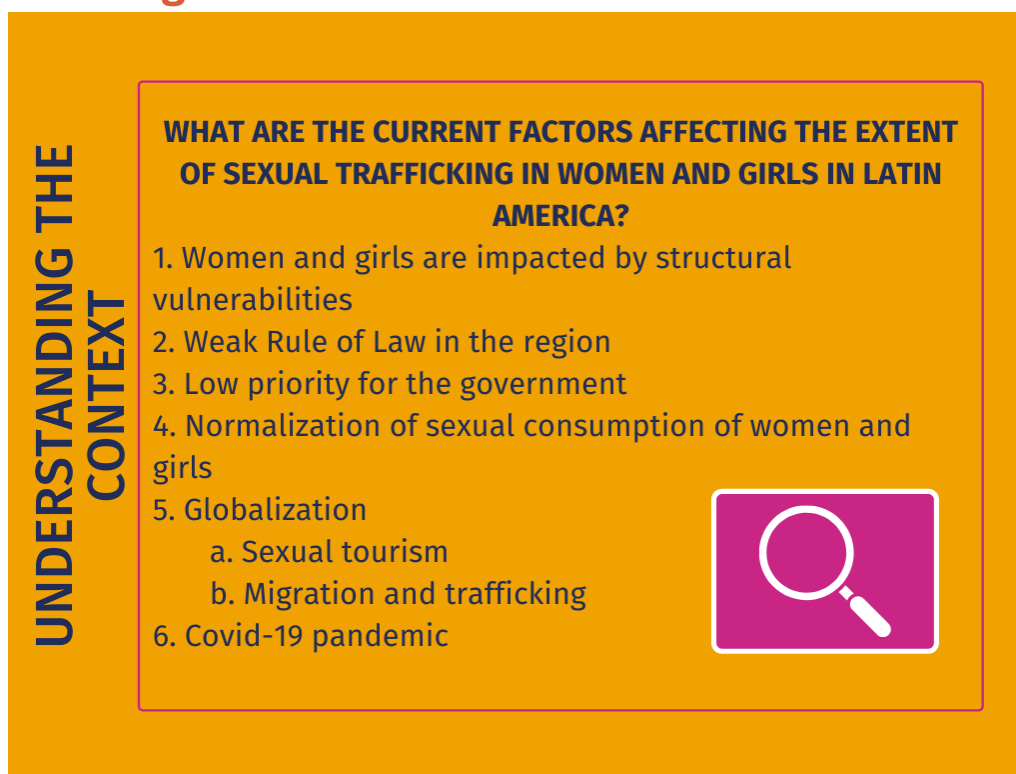 UNDERSTANDING THE
CONTEXT
WHAT ARE THE CURRENT FACTORS AFFECTING THE EXTENT
OF SEXUAL TRAFFICKING IN WOMEN AND GIRLS IN LATIN
AMERICA?
1. Women and girls are impacted by structural
vulnerabilities
2. Weak Rule of Law in the region
3. Low priority for the government
4. Normalization of sexual consumption of women and
girls
5. Globalization
a. Sexual tourism
b. Migration and trafficking
6. Covid-19 pandemic